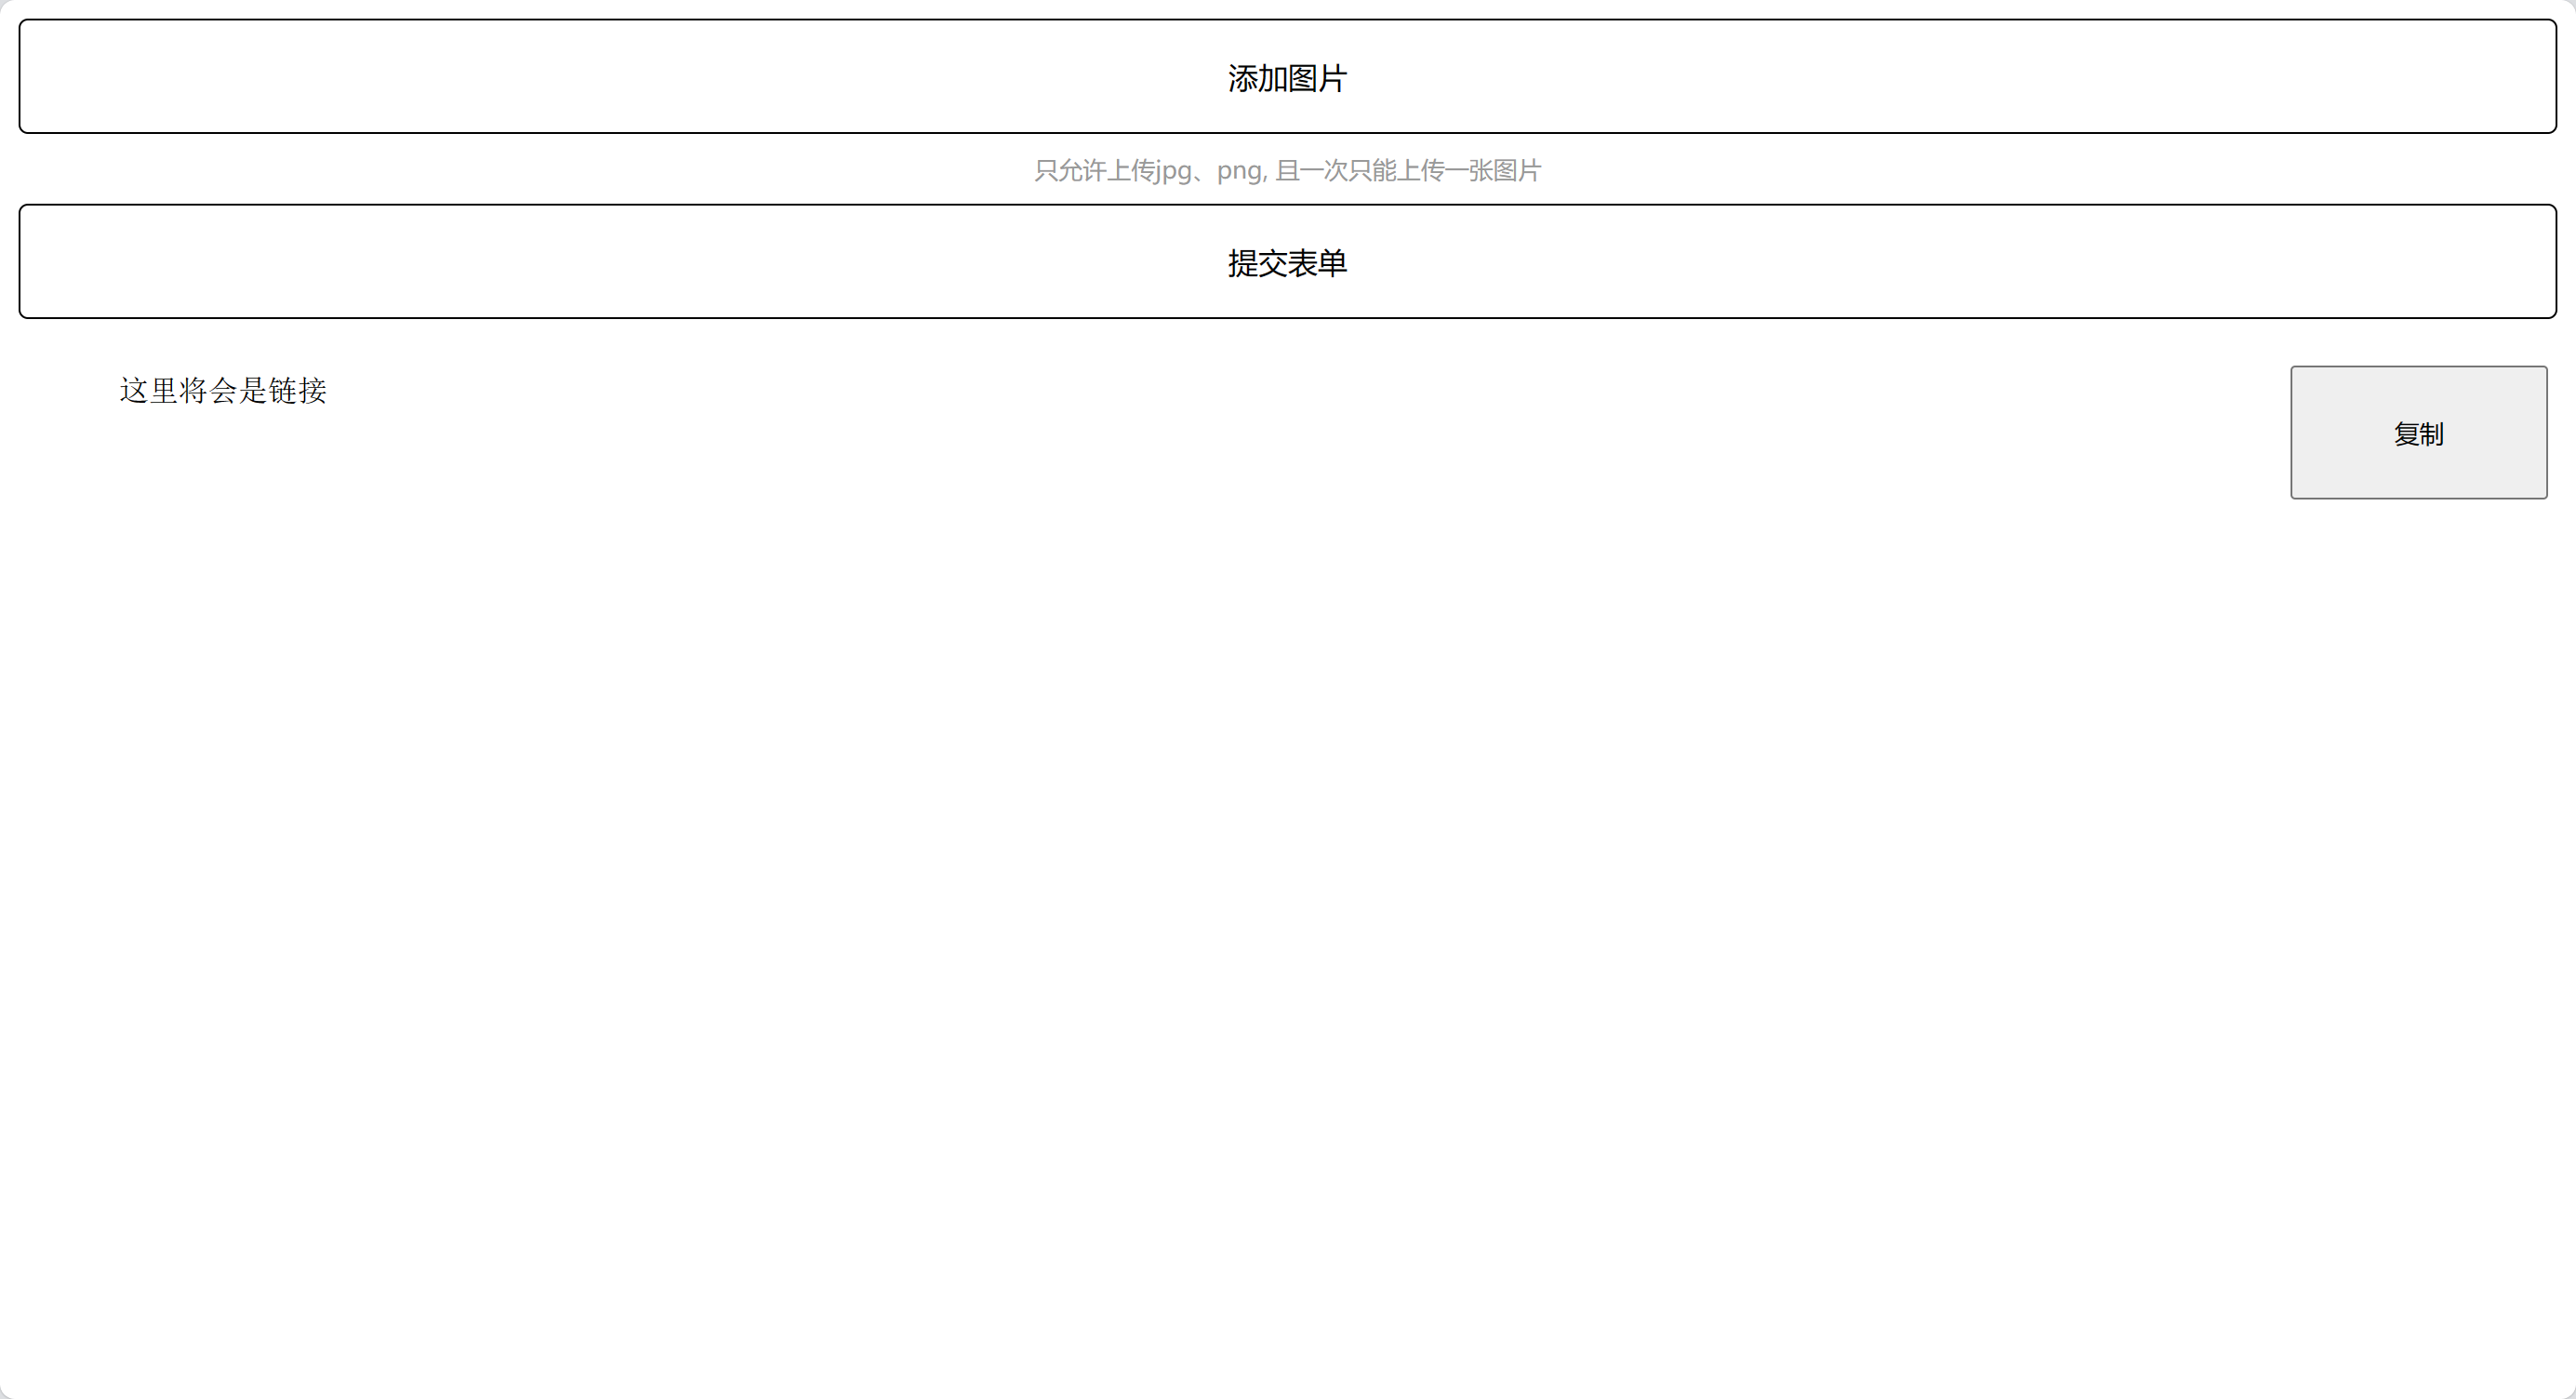 添加图片
只允许上传jpg、png, 且一次只能上传一张图片
提交表单
这里将会是链接
复制